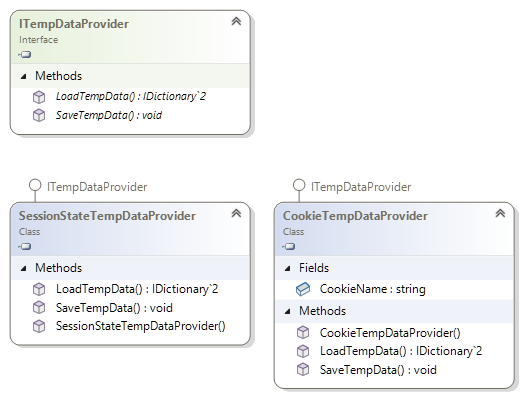 ITempDataProvider
Interface
Methods
LoadTempData() : IDictionary`2
SaveTempData() : void
ITempDataProvider
SessionStateTempDataProvider
Class
Methods
LoadTempData() : IDictionary`2
SaveTempData() : void
SessionStateTempDataProvider()
ITempDataProvider
CookieTempDataProvider
Class
Fields
CookieName : string
Methods
CookieTempDataProvider()
LoadTempData() : IDictionary`2
SaveTempData() : void